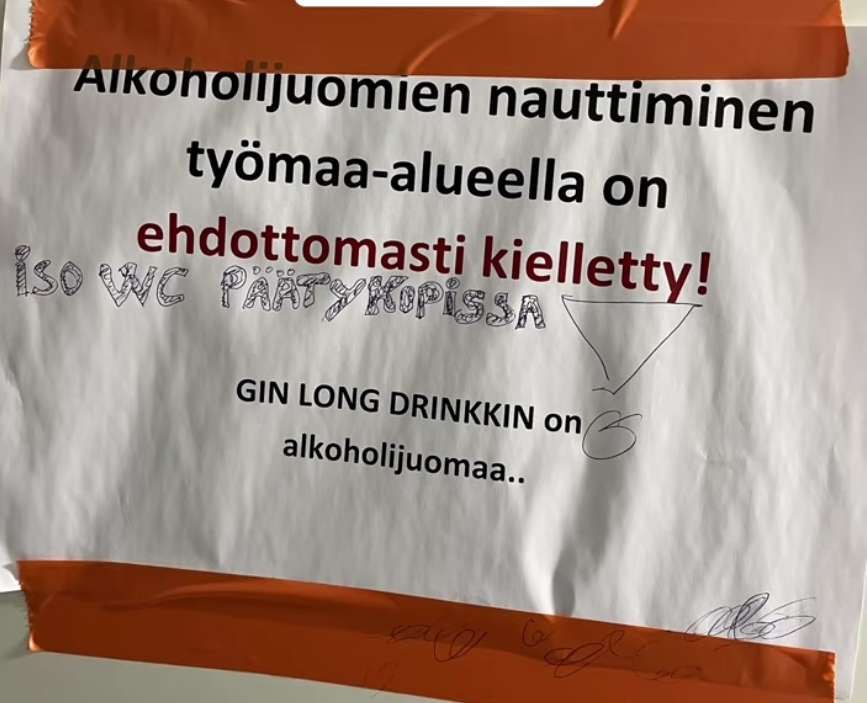 Alkoholijuomien nauttiminen
työmaa-alueella on
ehdottomasti kielletty!
iSO WC PÄÄTYKOPiSSA
GIN LONG DRINKKIN on
alkoholijuomaa..